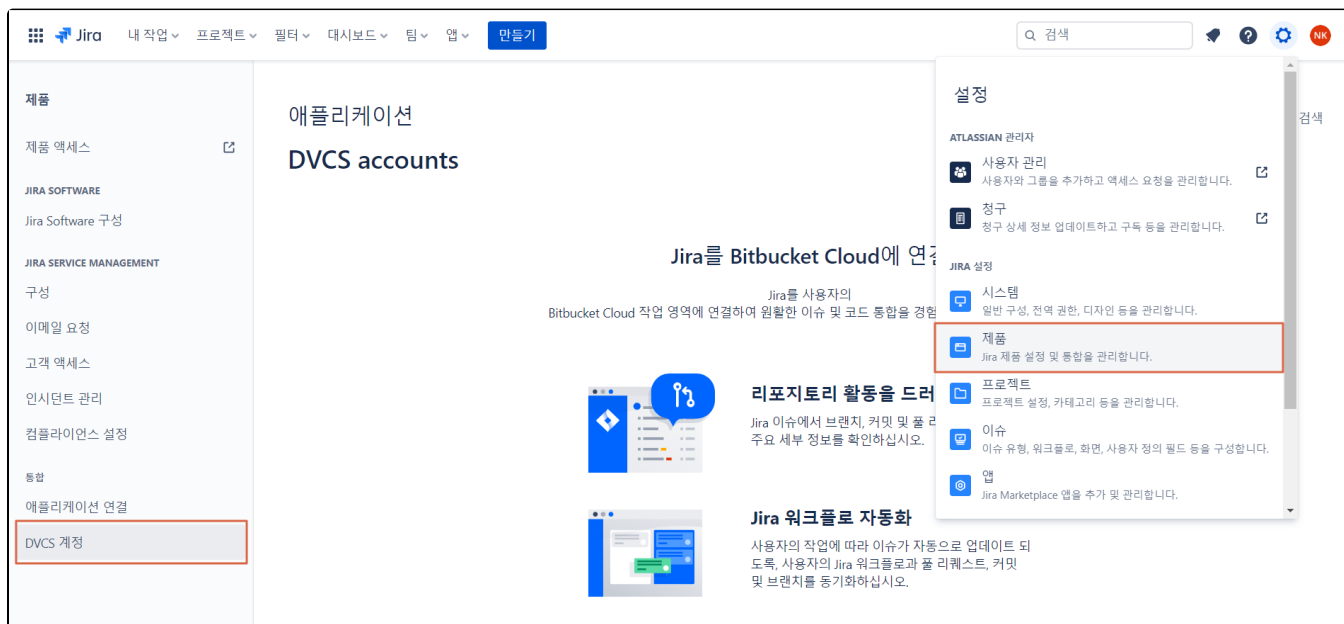 Jira 내 작업 프로젝트 필터 대시보드 팀 앱 만들기 검색 NK
제품
제품 액세스
JIRA SOFTWARE
Jira Software 구성
JIRA SERVICE MANAGEMENT
구성
이메일 요청
고객 액세스
인시던트 관리
컴플라이언스 설정
통합
애플리케이션 연결
DVCS 계정
애플리케이션
검색
DVCS accounts
Jira를 Bitbucket Cloud에 연
Jira를 사용자의
Bitbucket Cloud 작업 영역에 연결하여 원활한 이슈 및 코드 통합을 경험
리포지토리 활동을 드러
Jira 이슈에서 브랜치, 커밋 및 풀 리
주요 세부 정보를 확인하십시오.
Jira 워크플로 자동화
사용자의 작업에 따라 이슈가 자동으로 업데이트 되
도록, 사용자의 Jira 워크플로과 풀 리퀘스트, 커밋
및 브랜치를 동기화하십시오.
설정
ATLASSIAN 관리자
사용자 관리
사용자와 그룹을 추가하고 액세스 요청을 관리합니다.
청구
청구 상세 정보 업데이트하고 구독 등을 관리합니다.
JIRA 설정
시스템
일반 구성, 전역 권한, 디자인 등을 관리합니다.
제품
Jira 제품 설정 및 통합을 관리합니다.
프로젝트
프로젝트 설정, 카테고리 등을 관리합니다.
이슈
이슈 유형, 워크플로, 화면, 사용자 정의 필드 등을 구성합니다.
앱
Jira Marketplace 앱을 추가 및 관리합니다.